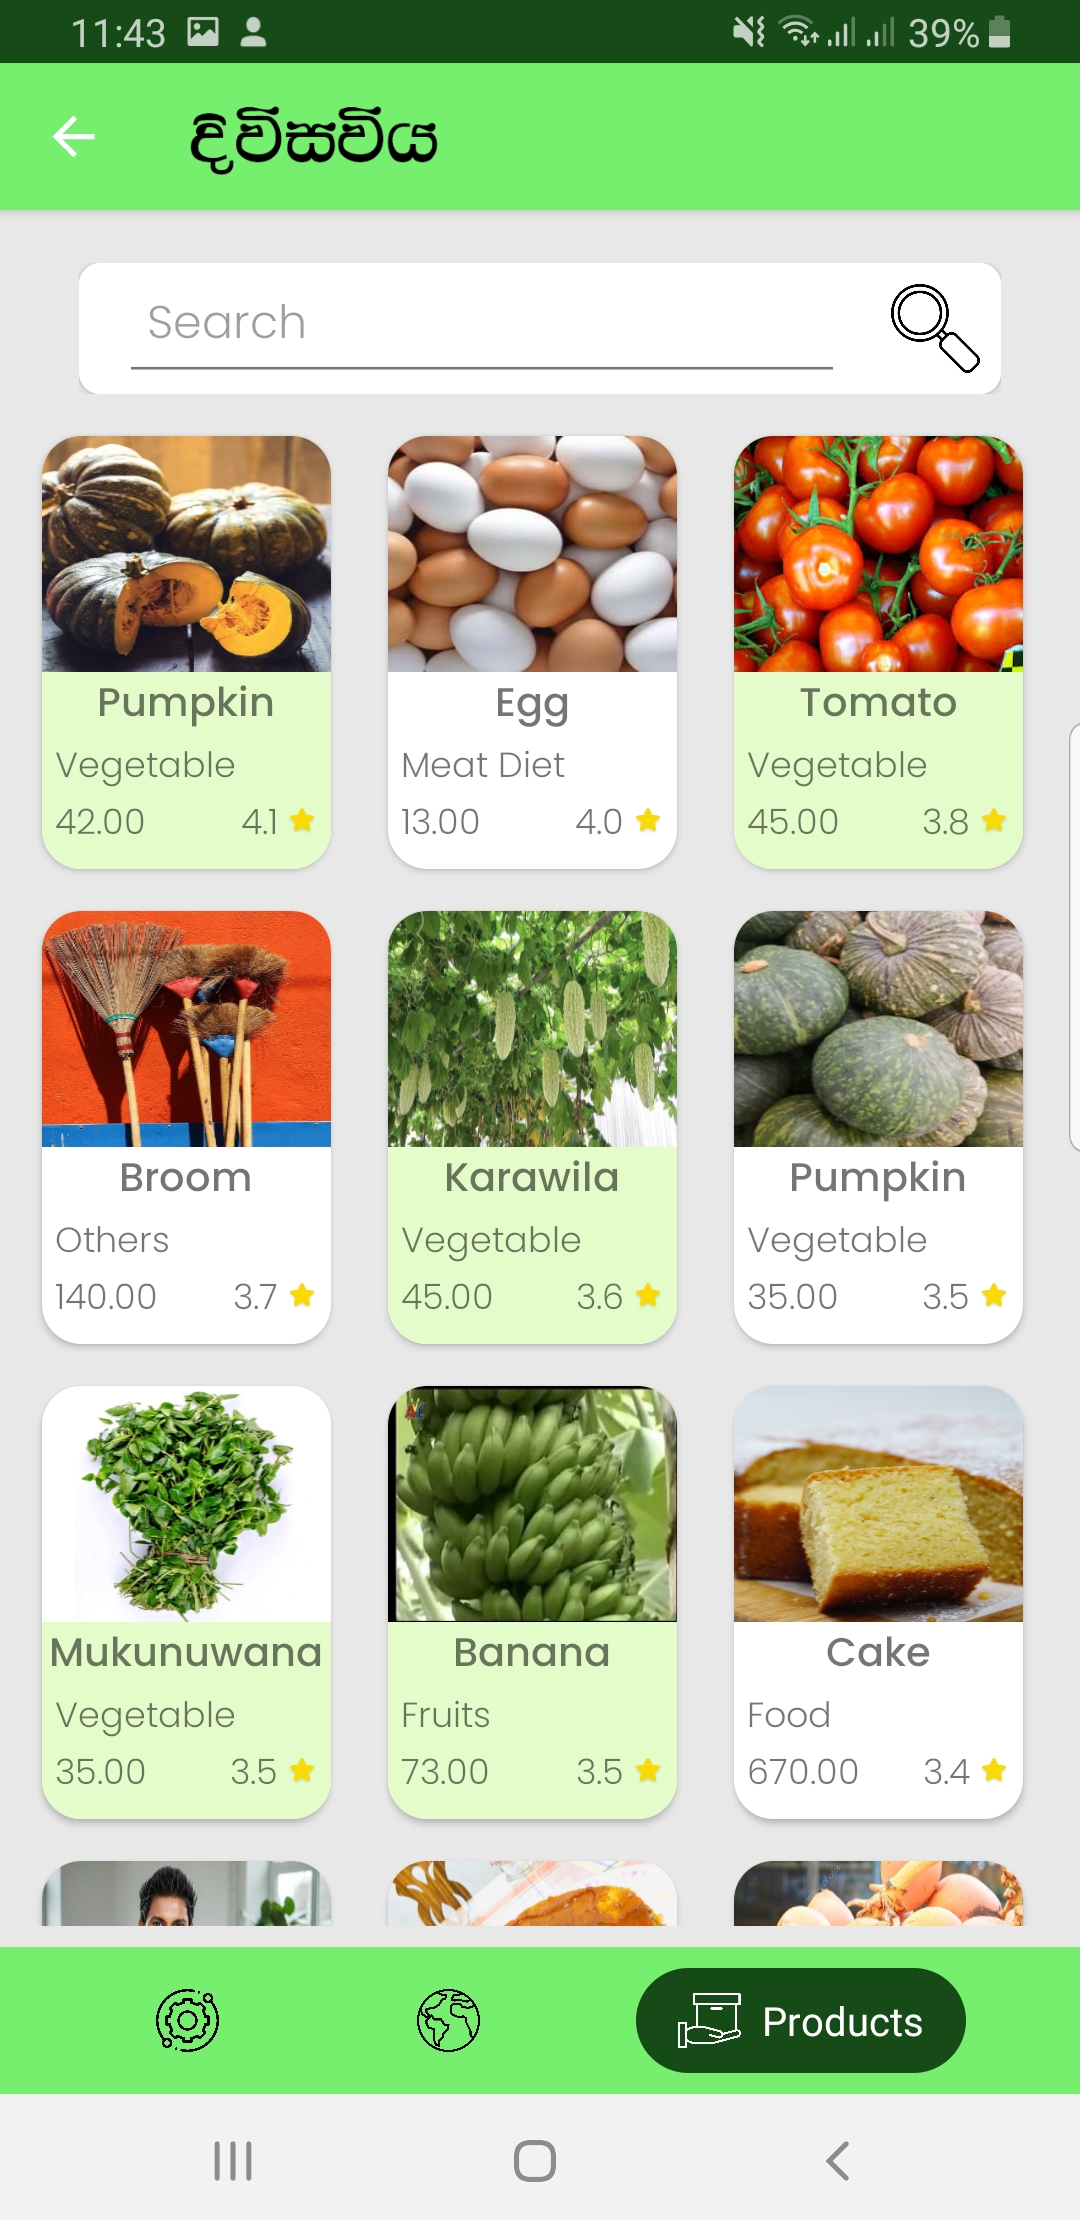 11:43
39%
දිවිසවිය
Search
Pumpkin
Vegetable
42.00 4.1
Egg
Meat Diet
13.00 4.0
Tomato
Vegetable
45.00 3.8
Broom
Others
140.00 3.7
Karawila
Vegetable
45.00 3.6
Pumpkin
Vegetable
35.00 3.5
Mukunuwana
Vegetable
35.00 3.5
Banana
Fruits
73.00 3.5
Cake
Food
670.00 3.4
Products